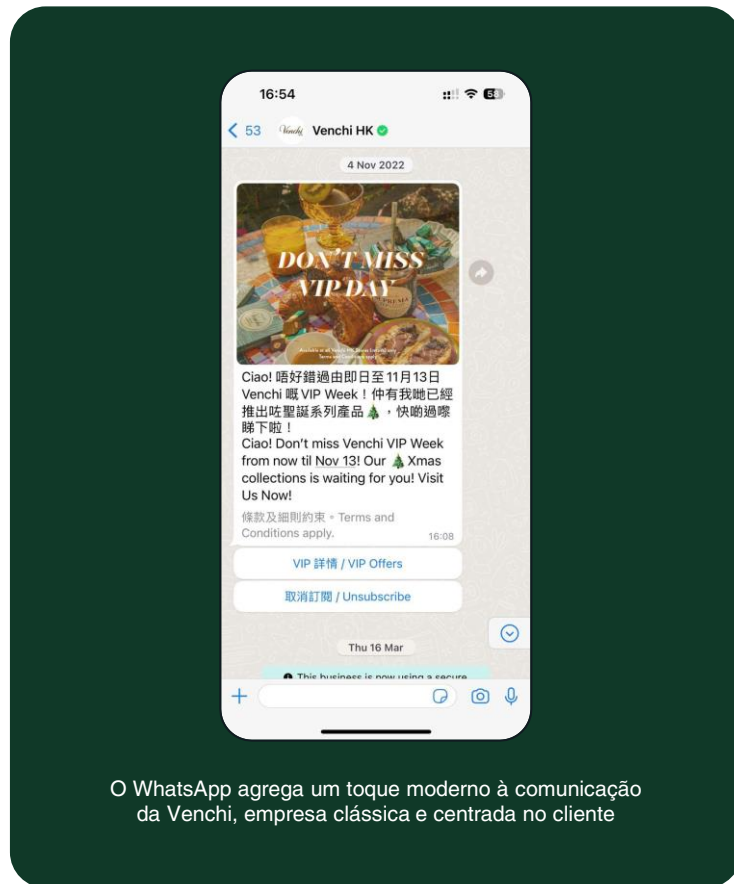 16:54
53
Venchi
Venchi HK
4 Nov 2022
DON'T MISS
VIP DAY
Terms and Conditions apply.
Ciao! 唔好錯過由即日至11月13日
Venchi 嘅 VIP Week！仲有我哋已經
推出咗聖誕系列產品🎄，快啲過嚟
睇下啦！
Ciao! Don't miss Venchi VIP Week
from now til Nov 13! Our 🎄 Xmas
collections is waiting for you! Visit
Us Now!
條款及細則約束。Terms and
Conditions apply.
16:08
VIP 詳情 / VIP Offers
取消訂閱 / Unsubscribe
Thu 16 Mar
This business is now using a secure
O WhatsApp agrega um toque moderno à comunicação
da Venchi, empresa clássica e centrada no cliente